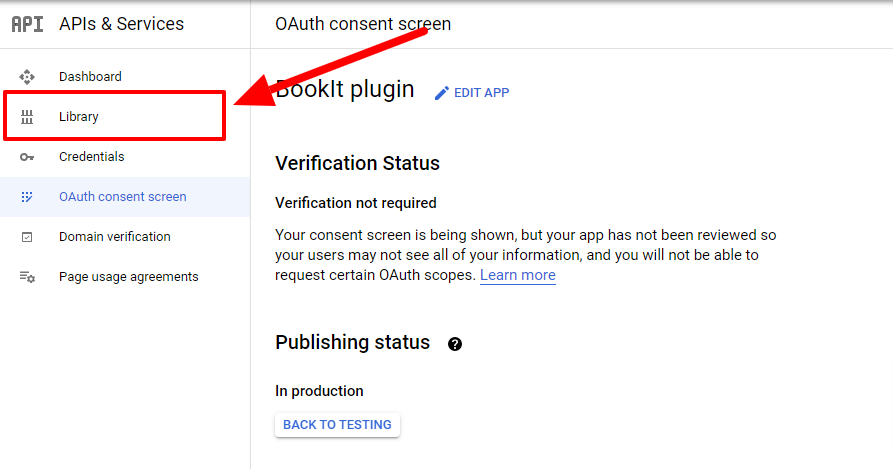 API APIs & Services
OAuth consent screen
Dashboard
Library
Credentials
OAuth consent screen
Domain verification
Page usage agreements
BookIt plugin
EDIT APP
Verification Status
Verification not required
Your consent screen is being shown, but your app has not been reviewed so
your users may not see all of your information, and you will not be able to
request certain OAuth scopes. Learn more
Publishing status ?
In production
BACK TO TESTING